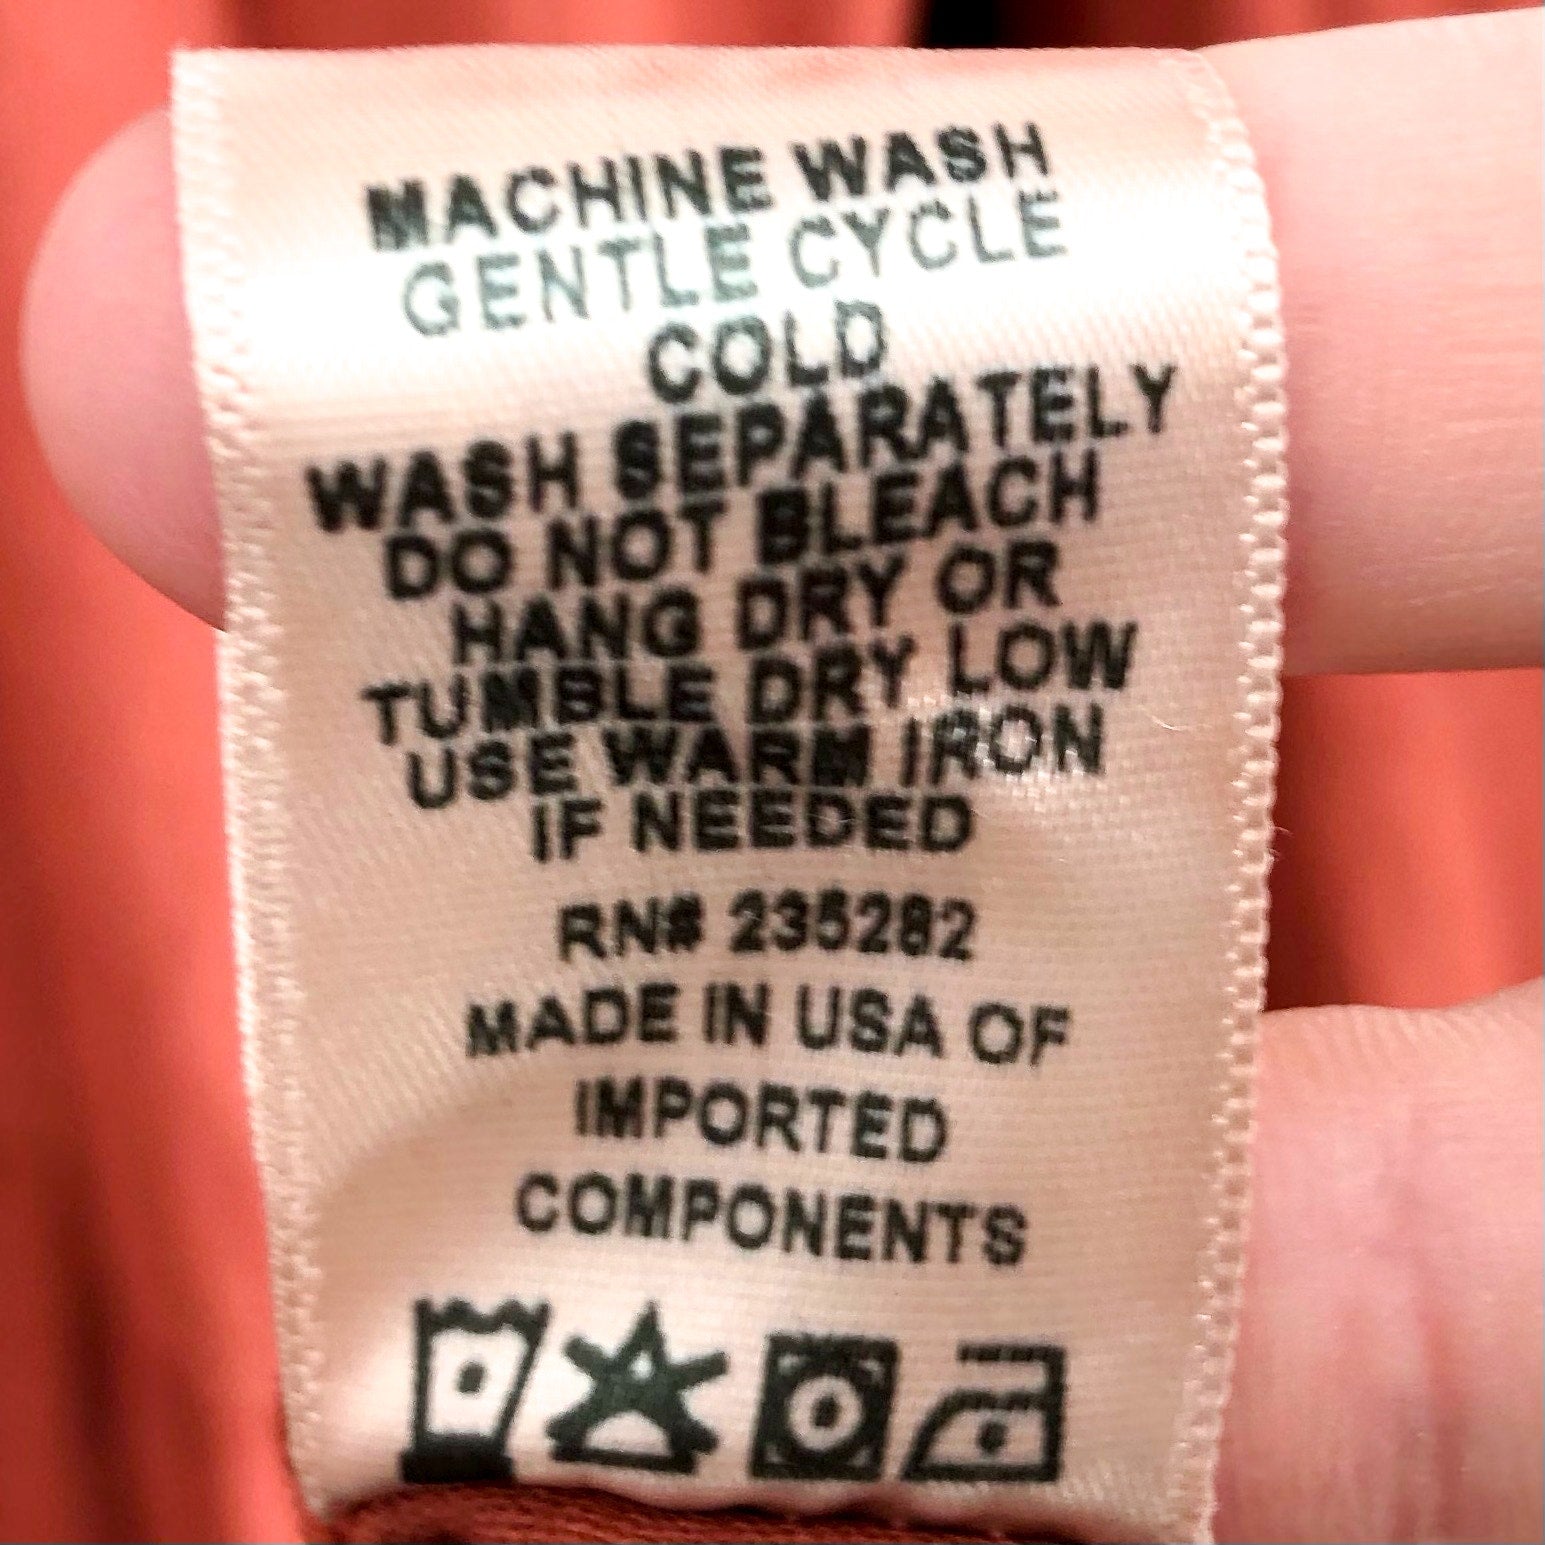 MACHINE WASH
GENTLE CYCLE
COLD
WASH SEPARATELY
DO NOT BLEACH
HANG DRY OR
TUMBLE DRY LOW
USE WARM IRON
IF NEEDED
RN# 235282
MADE IN USA OF
IMPORTED
COMPONENTS